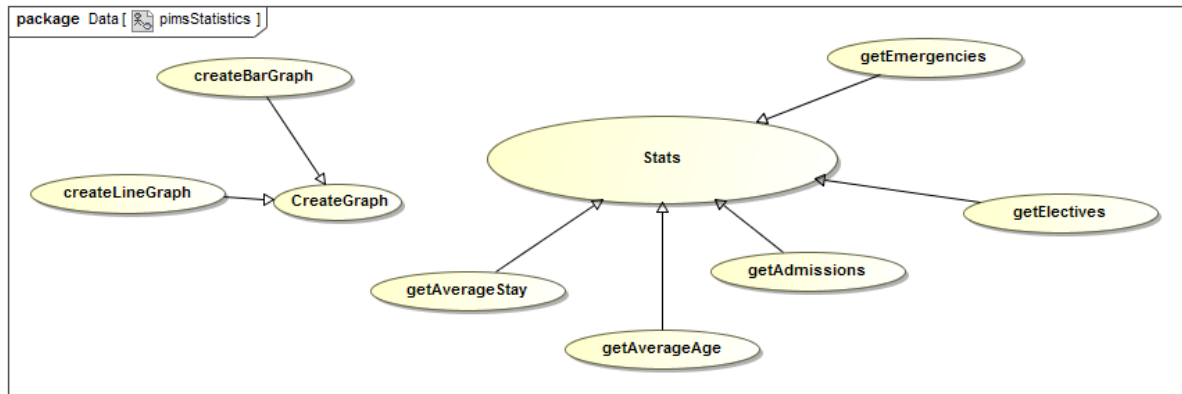 package Data [ pimsStatistics ]
getEmergencies
createBarGraph
Stats
createLineGraph
CreateGraph
getElectives
getAdmissions
getAverageStay
getAverageAge